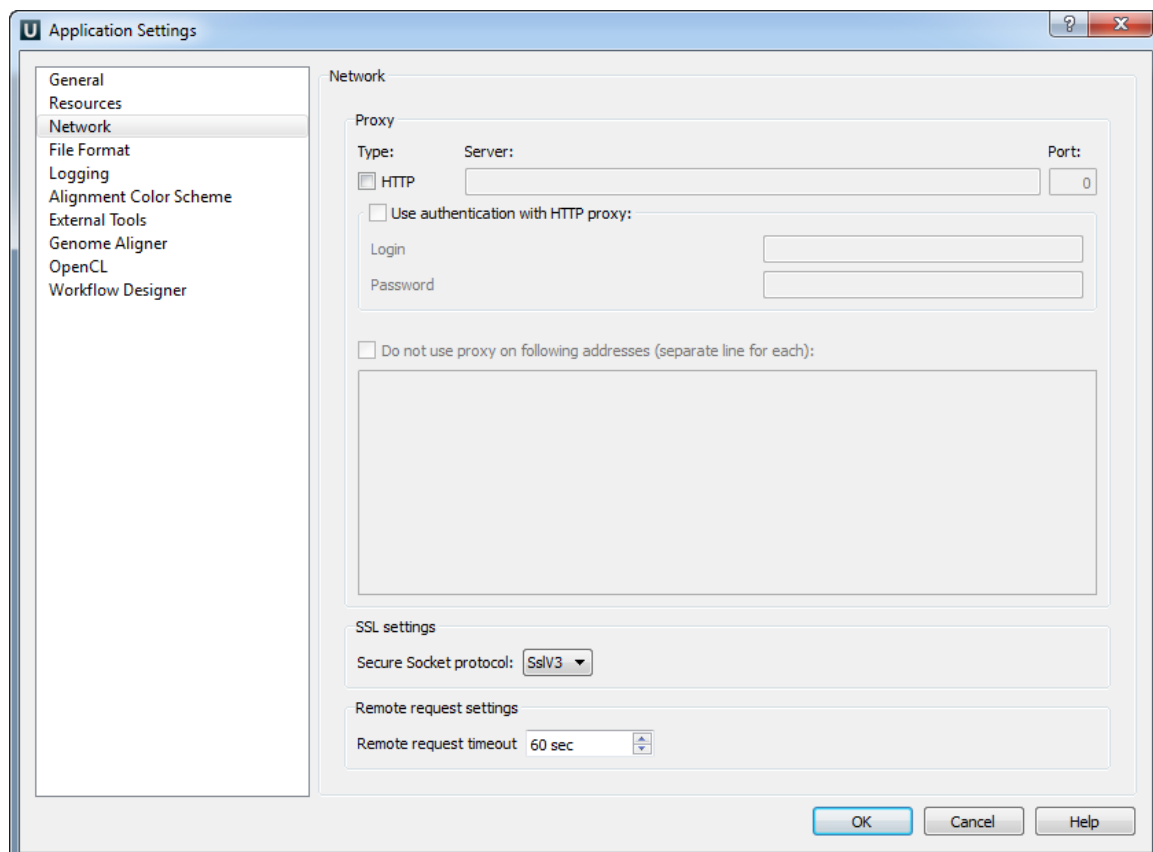 U Application Settings
General
Resources
Network
File Format
Logging
Alignment Color Scheme
External Tools
Genome Aligner
OpenCL
Workflow Designer
Network
Proxy
Type: Server: Port:
HTTP 0
Use authentication with HTTP proxy:
Login
Password
Do not use proxy on following addresses (separate line for each):
SSL settings
Secure Socket protocol: SslV3
Remote request settings
Remote request timeout 60 sec
OK Cancel Help